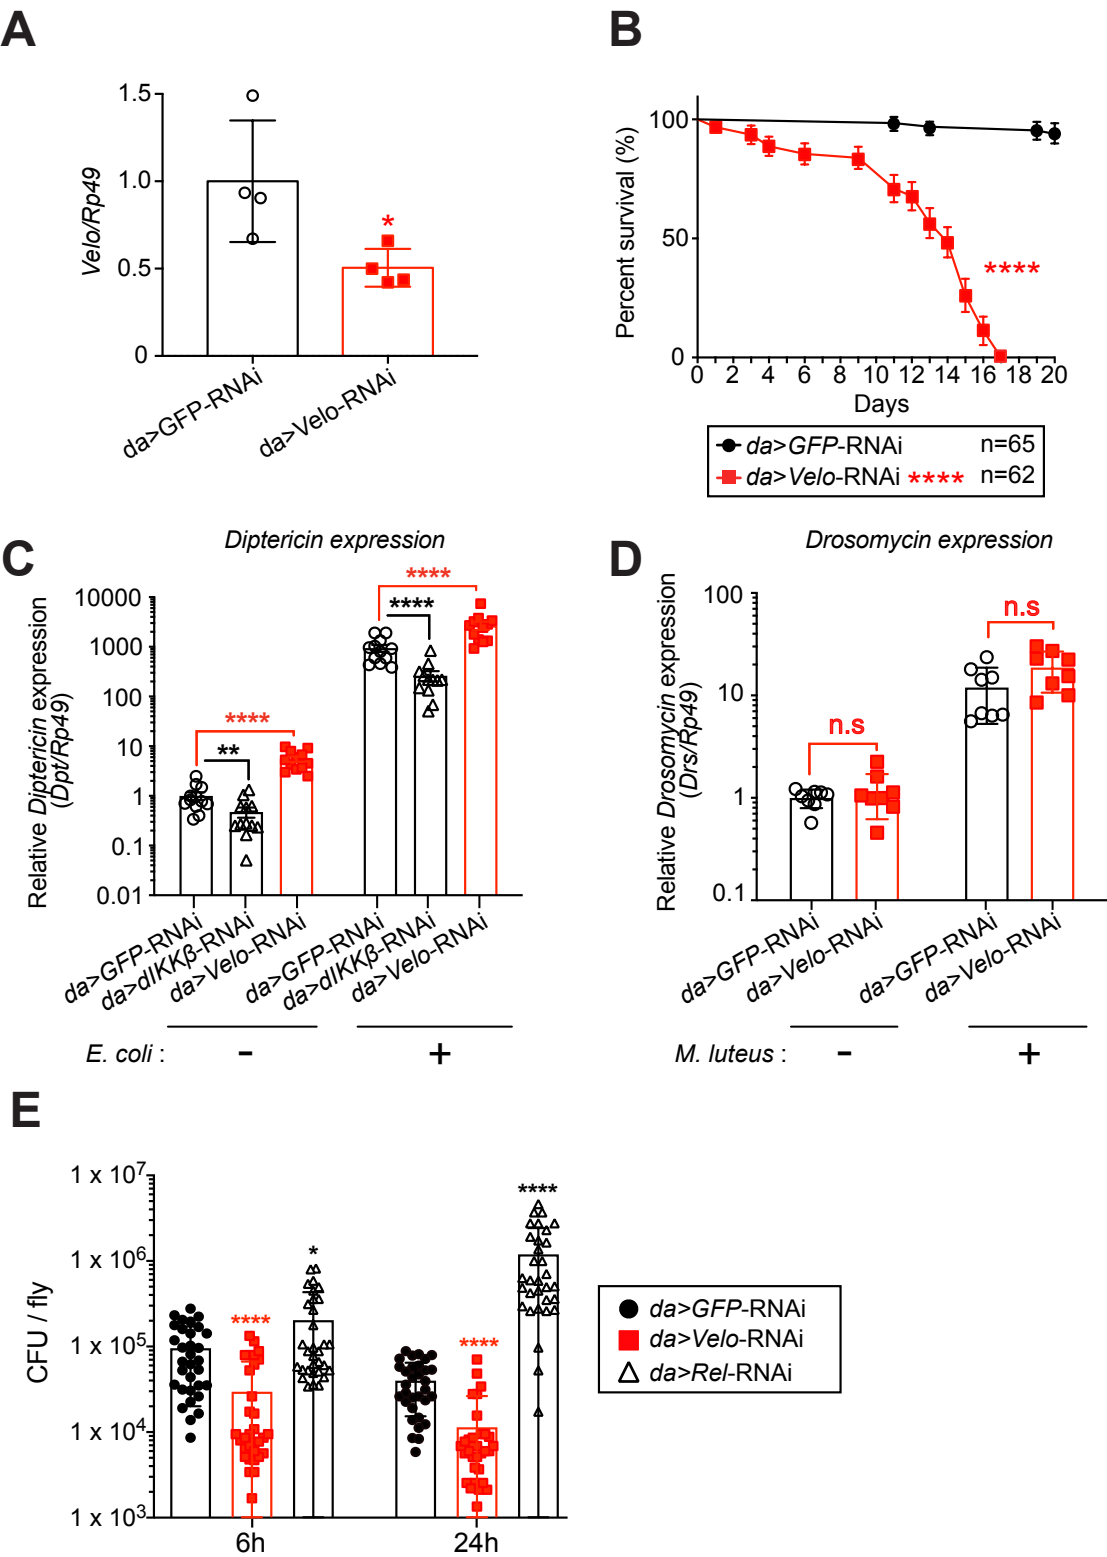 A
Velo/Rp49
1.5
1.0
0.5
0
*
da>GFP-RNAi
da>Velo-RNAi
B
Percent survival (%)
100
50
0
****
0 2 4 6 8 10 12 14 16 18 20
Days
da>GFP-RNAi n=65
da>Velo-RNAi **** n=62
C
Diptericin expression
Relative Diptericin expression
(Dpt/Rp49)
10000
1000
100
10
1
0.1
0.01
****
**
****
****
da>GFP-RNAi
da>dIKKβ-RNAi
da>Velo-RNAi
da>GFP-RNAi
da>dIKKβ-RNAi
da>Velo-RNAi
E. coli : - +
D
Drosomycin expression
Relative Drosomycin expression
(Drs/Rp49)
100
10
1
0.1
n.s
n.s
da>GFP-RNAi
da>Velo-RNAi
da>GFP-RNAi
da>Velo-RNAi
M. luteus : - +
E
CFU / fly
1 x 10⁷
1 x 10⁶
1 x 10⁵
1 x 10⁴
1 x 10³
****
*
****
****
6h 24h
da>GFP-RNAi
da>Velo-RNAi
da>Rel-RNAi